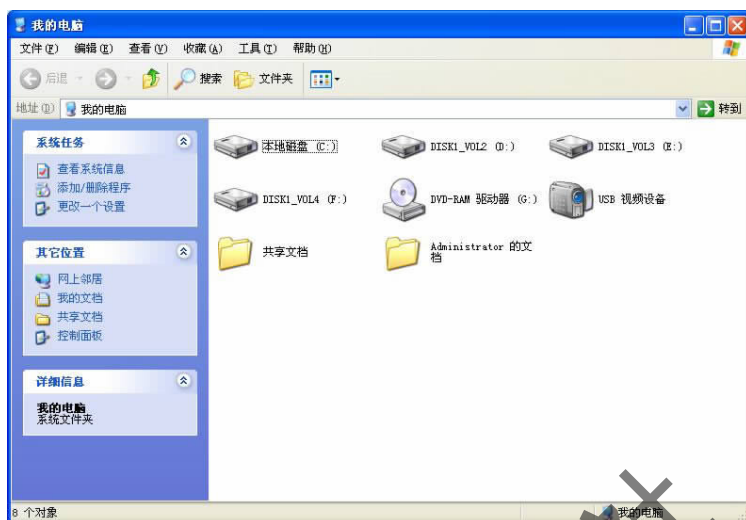 我的电脑
文件(F) 编辑(E) 查看(V) 收藏(A) 工具(T) 帮助(H)
后退 搜索 文件夹
地址(D) 我的电脑 转到
系统任务
查看系统信息
添加/删除程序
更改一个设置
其它位置
网上邻居
我的文档
共享文档
控制面板
详细信息
我的电脑
系统文件夹
本地磁盘 (C:) DISK1_VOL2 (D:) DISK1_VOL3 (E:)
DISK1_VOL4 (F:) DVD-RAM 驱动器 (G:) USB 视频设备
共享文档 Administrator 的文
档
8 个对象 我的电脑